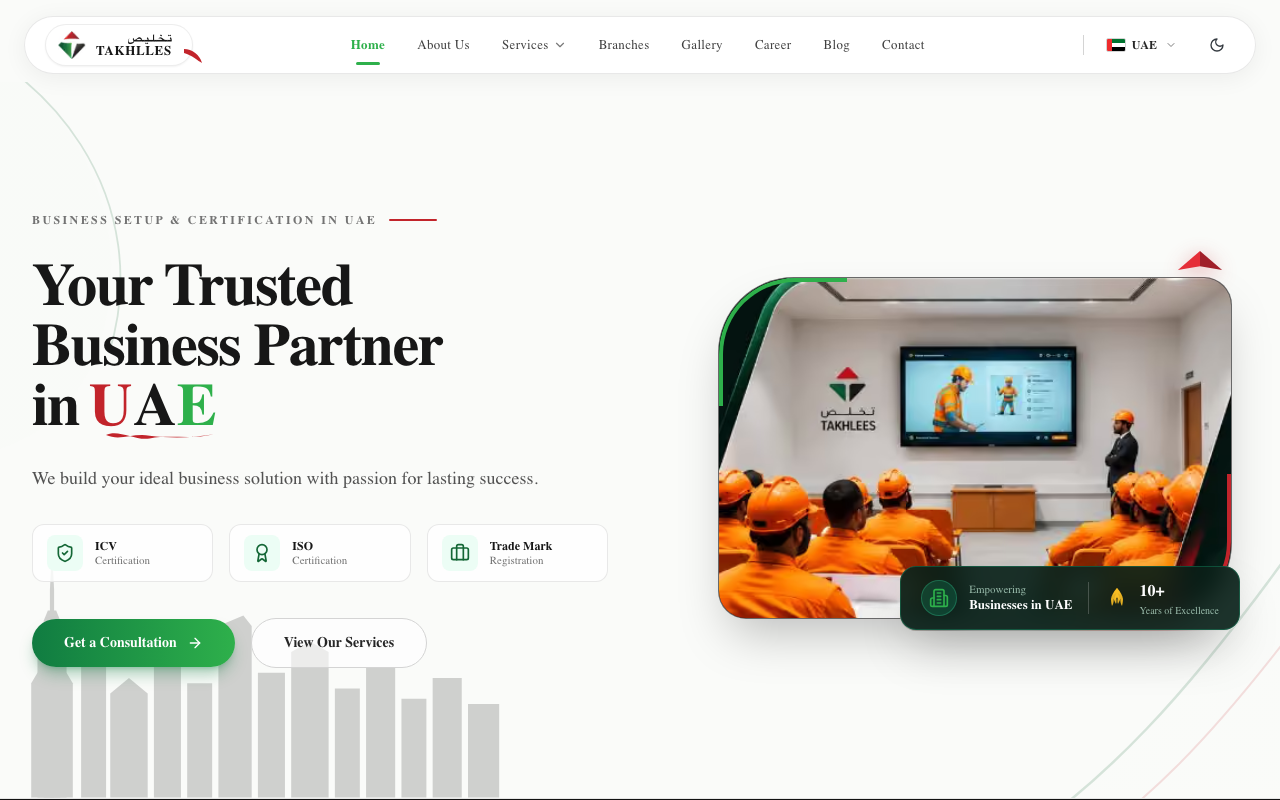 تخليص
TAKHLLES
Home
About Us
Services
Branches
Gallery
Career
Blog
Contact
UAE
BUSINESS SETUP & CERTIFICATION IN UAE
Your Trusted
Business Partner
in UAE
We build your ideal business solution with passion for lasting success.
ICV
Certification
ISO
Certification
Trade Mark
Registration
Get a Consultation
View Our Services
تخلص
TAKHLEES
Empowering
Businesses in UAE
10+
Years of Excellence